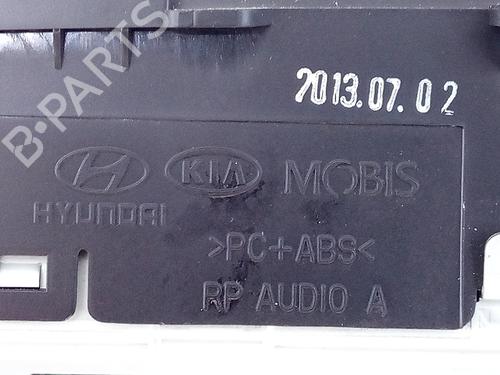 B-PARTS
2013.07.02
KIA MOBIS
HYUNDAI
>PC+ABS<
RP AUDIO A